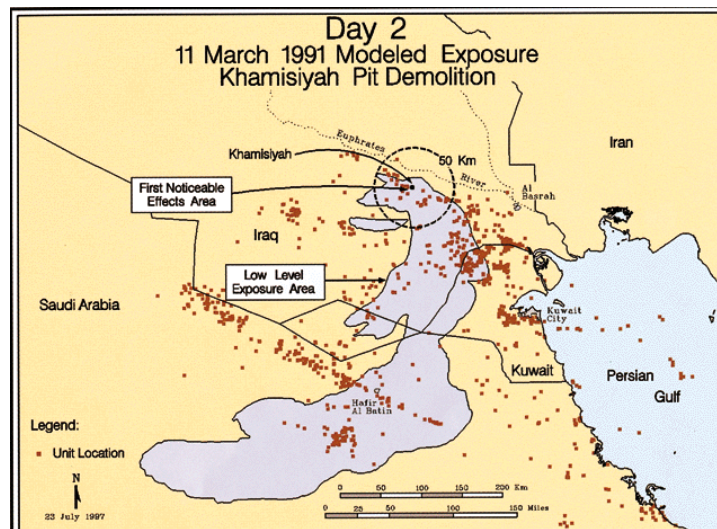 Day 2
11 March 1991 Modeled Exposure
Khamisiyah Pit Demolition
Iran
Euphrates
River
Khamisiyah
50 Km
First Noticeable
Effects Area
Al
Basrah
Iraq
Low Level
Exposure Area
Saudi Arabia
Kuwait
City
Kuwait
Persian
Gulf
Hafir
Al Batin
Legend:
Unit Location
N
23 July 1997
0 50 100 150 200
Km
0 25 50 100 150
Miles